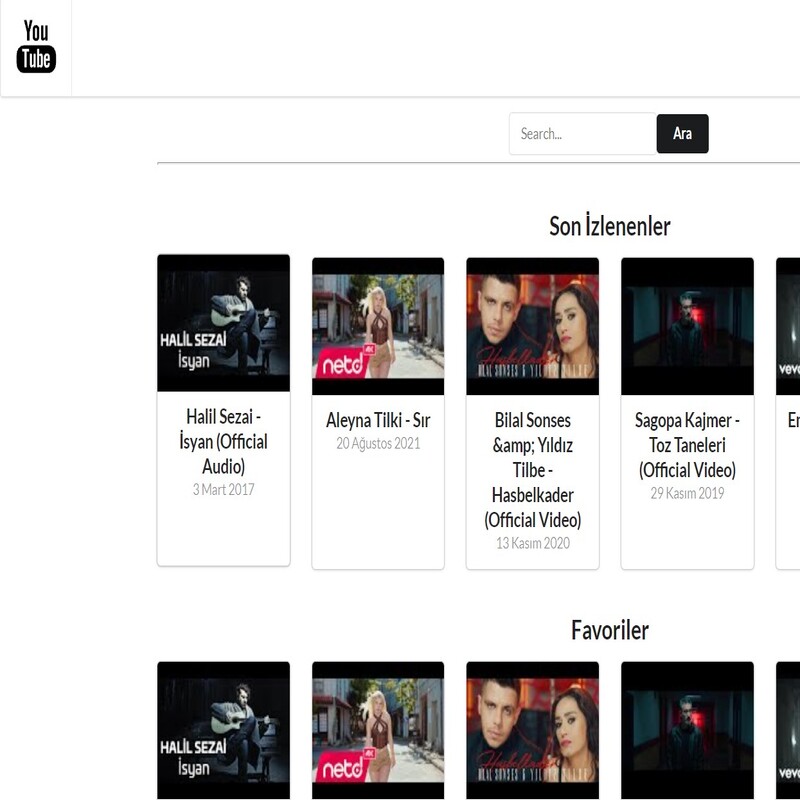 You
Tube
Search...
Ara
Son İzlenenler
HALİL SEZAİ
İsyan
netd
4K
Hasbelkader
BİLAL SONSES & YILDIZ TİLBE
vevo
Halil Sezai -
İsyan (Official
Audio)
3 Mart 2017
Aleyna Tilki - Sır
20 Ağustos 2021
Bilal Sonses
&amp; Yıldız
Tilbe -
Hasbelkader
(Official Video)
13 Kasım 2020
Sagopa Kajmer -
Toz Taneleri
(Official Video)
29 Kasım 2019
Favoriler
HALİL SEZAİ
İsyan
netd
4K
Hasbelkader
BİLAL SONSES & YILDIZ TİLBE
vevo